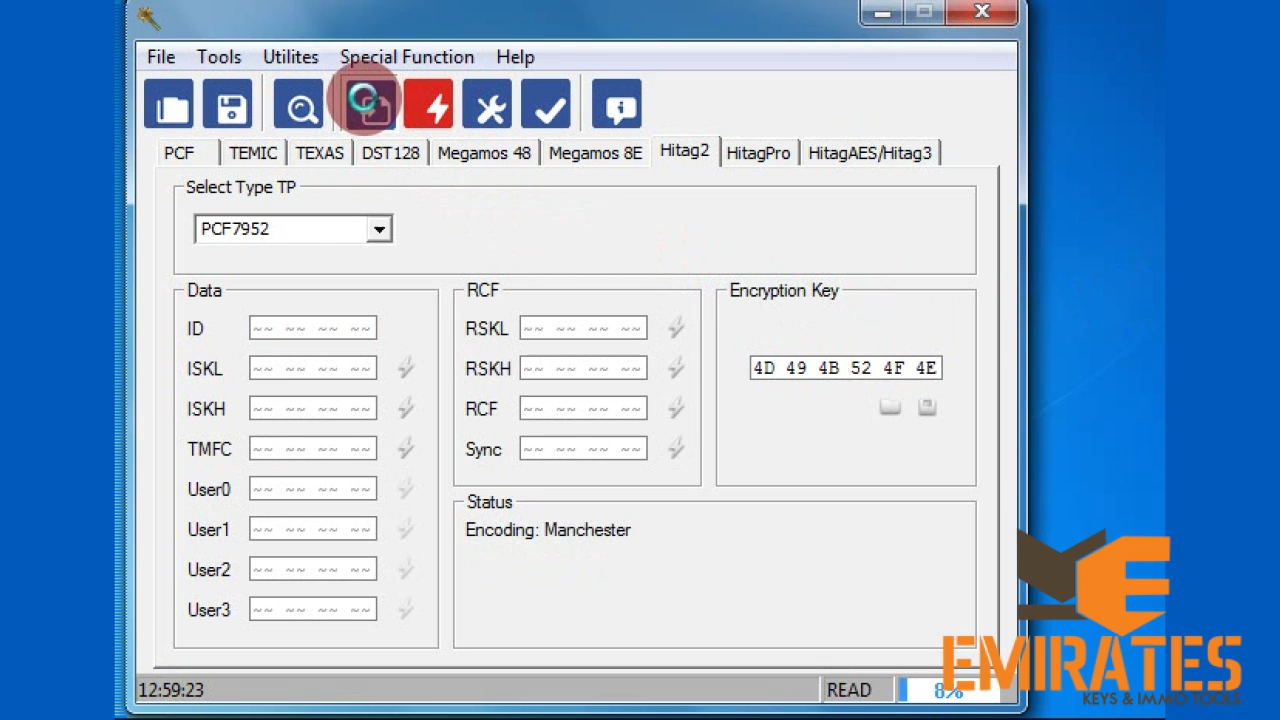 File Tools Utilites Special Function Help
PCF TEMIC TEXAS DST128 Megamos 48 Megamos 8E Hitag2 HitagPro HitagAES/Hitag3
Select Type TP
PCF7952
Data RCF Encryption Key
ID ~~ ~~ ~~ ~~ RSKL ~~ ~~ ~~ ~~
ISKL ~~ ~~ ~~ ~~ RSKH ~~ ~~ ~~ ~~ 4D 49 4B 52 4F 4E
ISKH ~~ ~~ ~~ ~~ RCF ~~ ~~ ~~ ~~
TMFC ~~ ~~ ~~ ~~ Sync ~~ ~~ ~~ ~~
User0 ~~ ~~ ~~ ~~ Status
User1 ~~ ~~ ~~ ~~ Encoding: Manchester
User2 ~~ ~~ ~~ ~~
User3 ~~ ~~ ~~ ~~
12:59:23 READ 8%
EMIRATES
KEYS & IMMO TOOLS